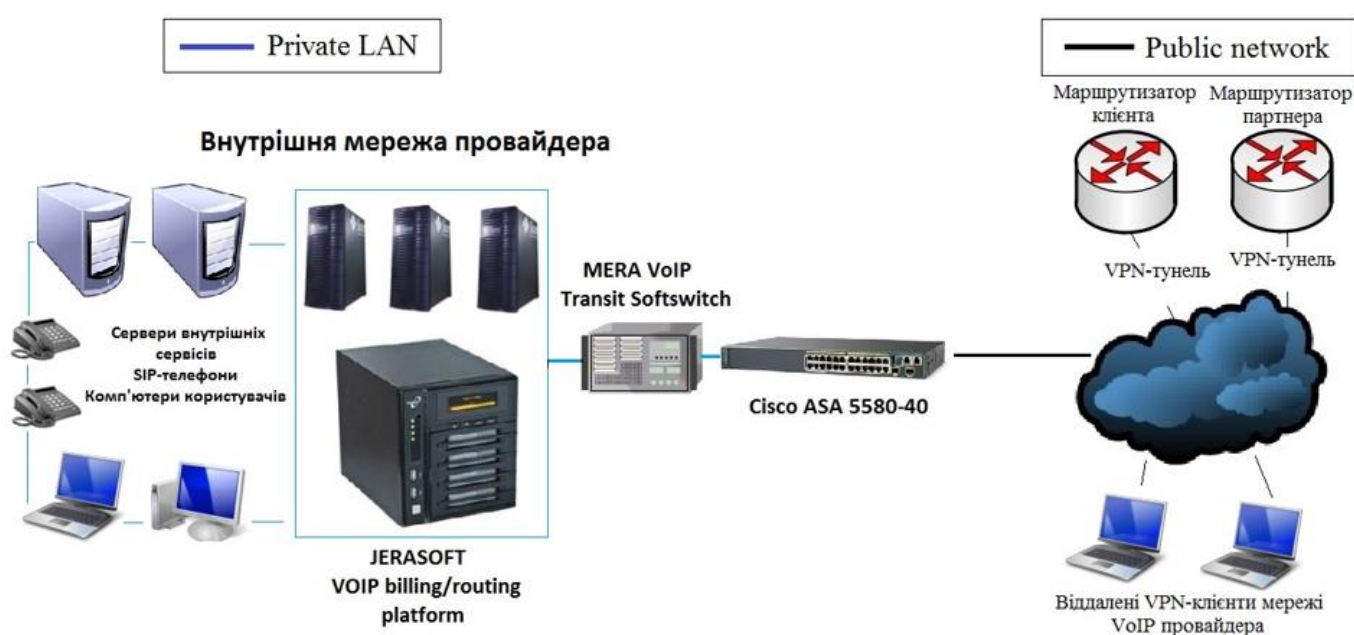 Private LAN
Public network
Маршрутизатор
клієнта
Маршрутизатор
партнера
Внутрішня мережа провайдера
VPN-тунель
VPN-тунель
MERA VoIP
Transit Softswitch
Сервери внутрішніх
сервісів
SIP-телефони
Комп'ютери користувачів
Cisco ASA 5580-40
JERASOFT
VOIP billing/routing
platform
Віддалені VPN-клієнти мережі
VoIP провайдера